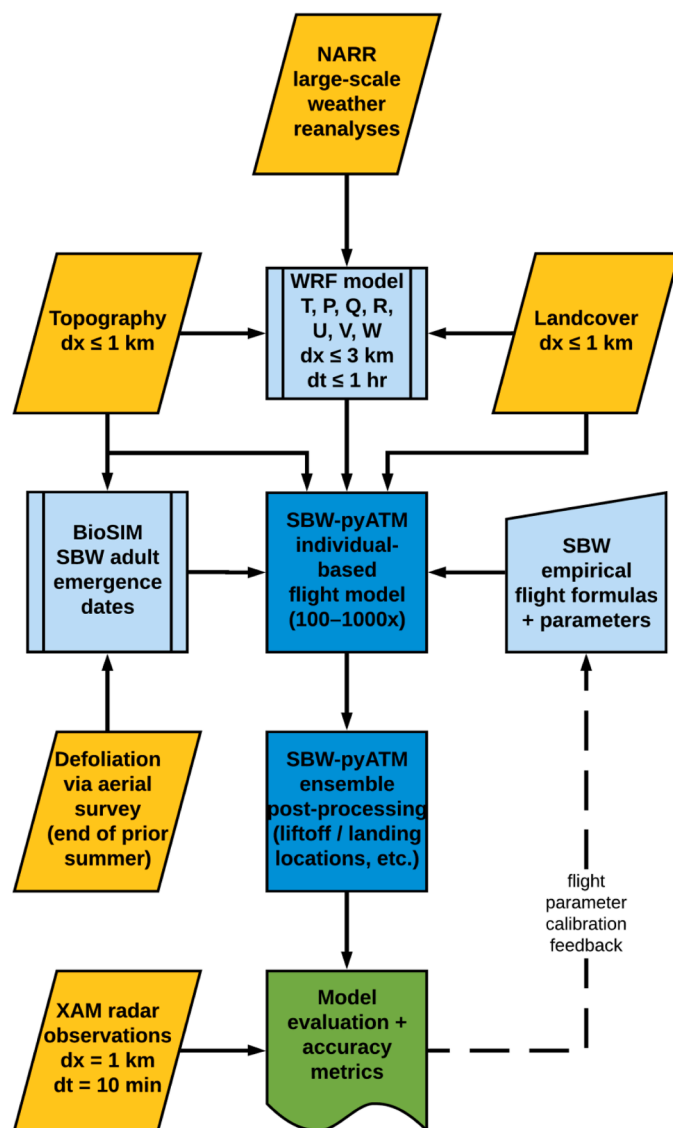 NARR
large-scale
weather
reanalyses
Topography
dx ≤ 1 km
WRF model
T, P, Q, R,
U, V, W
dx ≤ 3 km
dt ≤ 1 hr
Landcover
dx ≤ 1 km
BioSIM
SBW adult
emergence
dates
SBW-pyATM
individual-
based
flight model
(100–1000x)
SBW
empirical
flight formulas
+ parameters
Defoliation
via aerial
survey
(end of prior
summer)
SBW-pyATM
ensemble
post-processing
(liftoff / landing
locations, etc.)
flight
parameter
calibration
feedback
XAM radar
observations
dx = 1 km
dt = 10 min
Model
evaluation +
accuracy
metrics